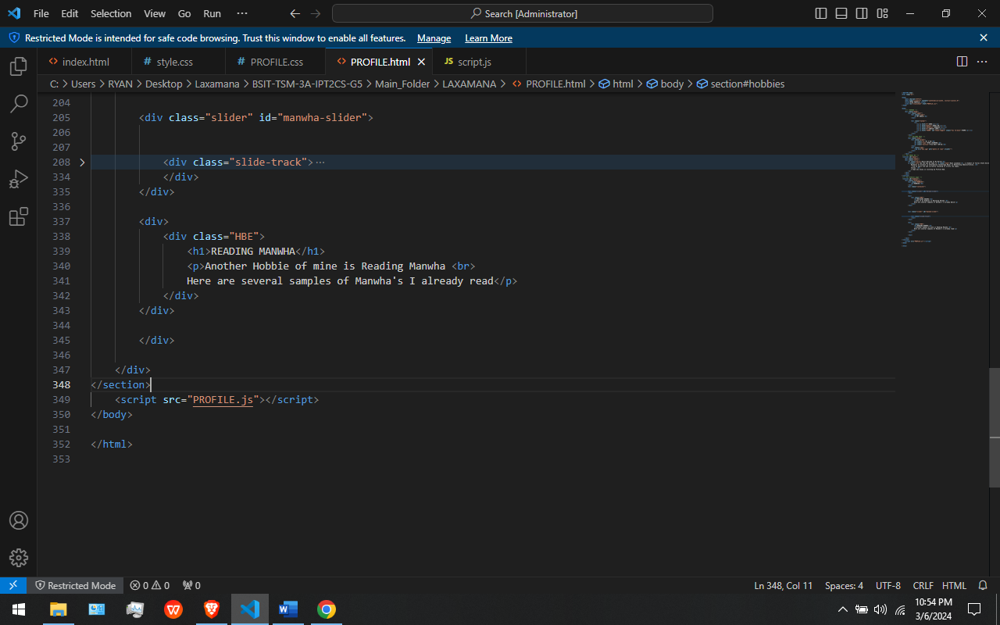 File Edit Selection View Go Run ··· Search [Administrator]
Restricted Mode is intended for safe code browsing. Trust this window to enable all features. Manage Learn More
index.html # style.css # PROFILE.css PROFILE.html JS script.js
C: > Users > RYAN > Desktop > Laxamana > BSIT-TSM-3A-IPT2CS-G5 > Main_Folder > LAXAMANA > PROFILE.html > html > body > section#hobbies
204
205 <div class="slider" id="manwha-slider">
206
207
208 <div class="slide-track">···
334 </div>
335 </div>
336
337 <div>
338 <div class="HBE">
339 <h1>READING MANWHA</h1>
340 <p>Another Hobbie of mine is Reading Manwha <br>
341 Here are several samples of Manwha's I already read</p>
342 </div>
343 </div>
344
345 </div>
346
347 </div>
348 </section>
349 <script src="PROFILE.js"></script>
350 </body>
351
352 </html>
353
Restricted Mode 0 0 0 Ln 348, Col 11 Spaces: 4 UTF-8 CRLF HTML
10:54 PM
3/6/2024